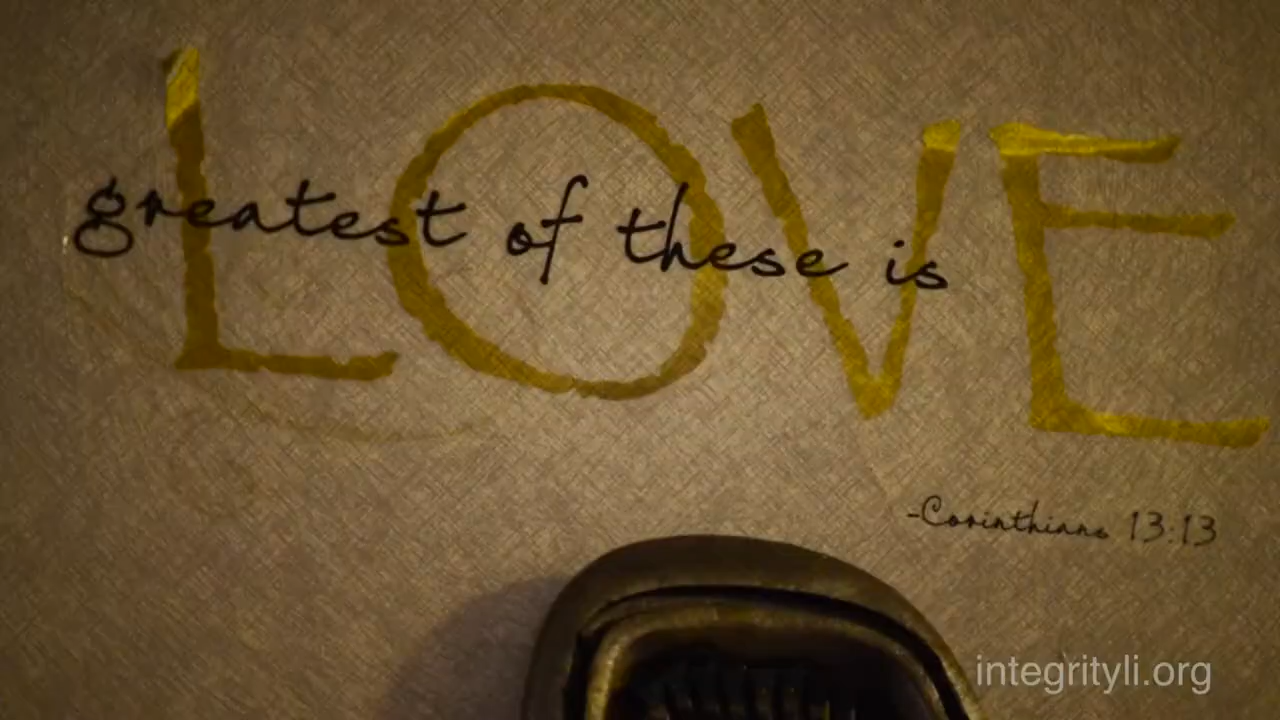 greatest of these is
LOVE
-Corinthians 13:13
integrityli.org